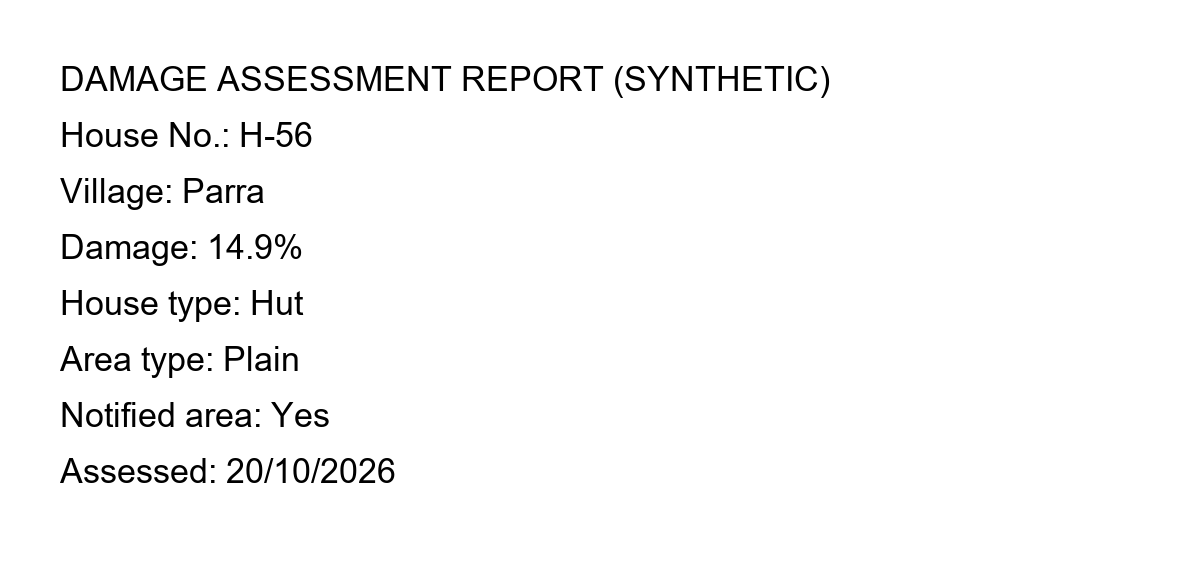 DAMAGE ASSESSMENT REPORT (SYNTHETIC)
House No.: H-56
Village: Parra
Damage: 14.9%
House type: Hut
Area type: Plain
Notified area: Yes
Assessed: 20/10/2026